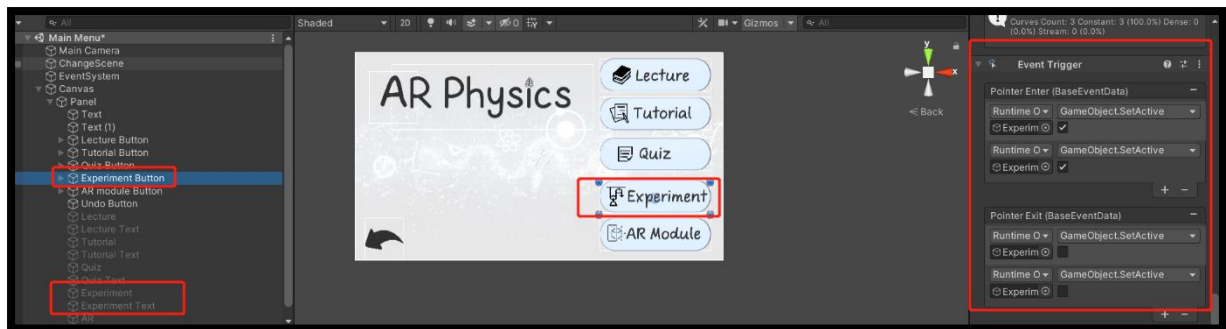 All
Main Menu*
Main Camera
ChangeScene
EventSystem
Canvas
Panel
Text
Text (1)
Lecture Button
Tutorial Button
Quiz Button
Experiment Button
AR module Button
Undo Button
Lecture
Lecture Text
Tutorial
Tutorial Text
Quiz
Quiz Text
Experiment
Experiment Text
AR
Shaded
2D
0
Gizmos
All
y
x
Back
AR Physics
Lecture
Tutorial
Quiz
Experiment
AR Module
Curves Count: 3 Constant: 3 (100.0%) Dense: 0
(0.0%) Stream: 0 (0.0%)
Event Trigger
Pointer Enter (BaseEventData)
Runtime O GameObject.SetActive
Experim
Runtime O GameObject.SetActive
Experim
+ −
Pointer Exit (BaseEventData)
Runtime O GameObject.SetActive
Experim
Runtime O GameObject.SetActive
Experim
+ −